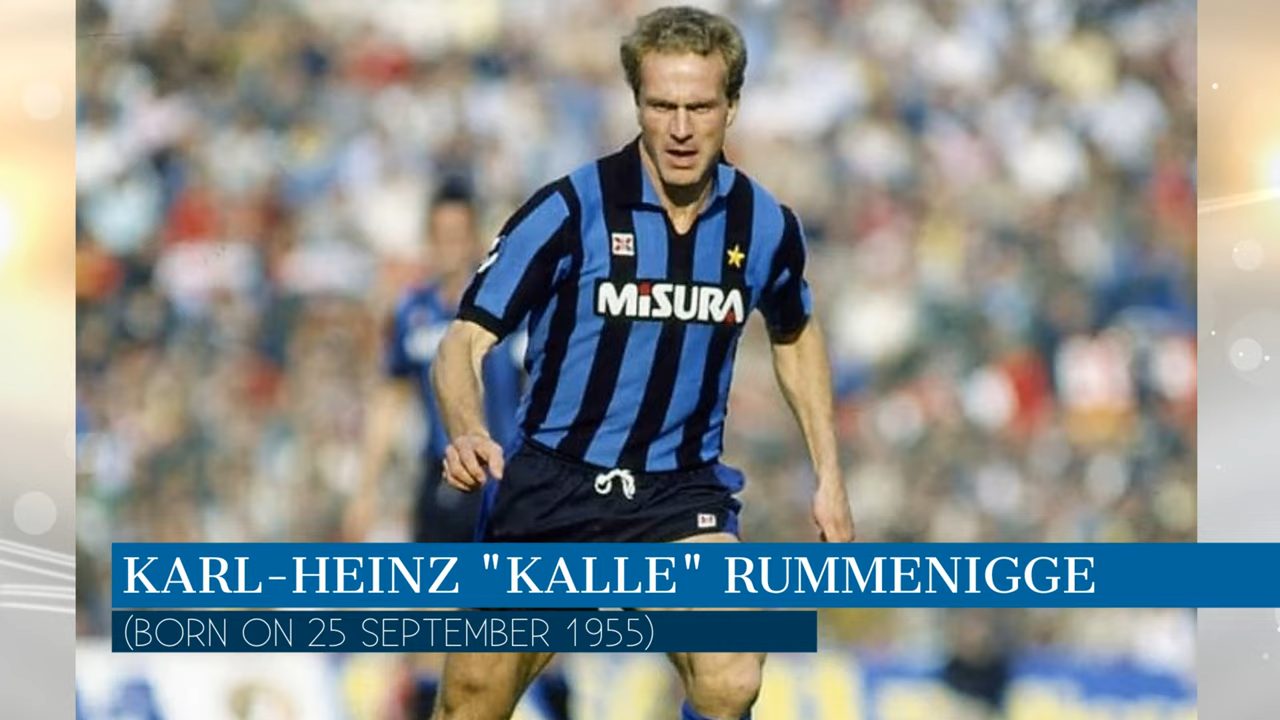 MiSURA
KARL-HEINZ "KALLE" RUMMENIGGE
(BORN ON 25 SEPTEMBER 1955)